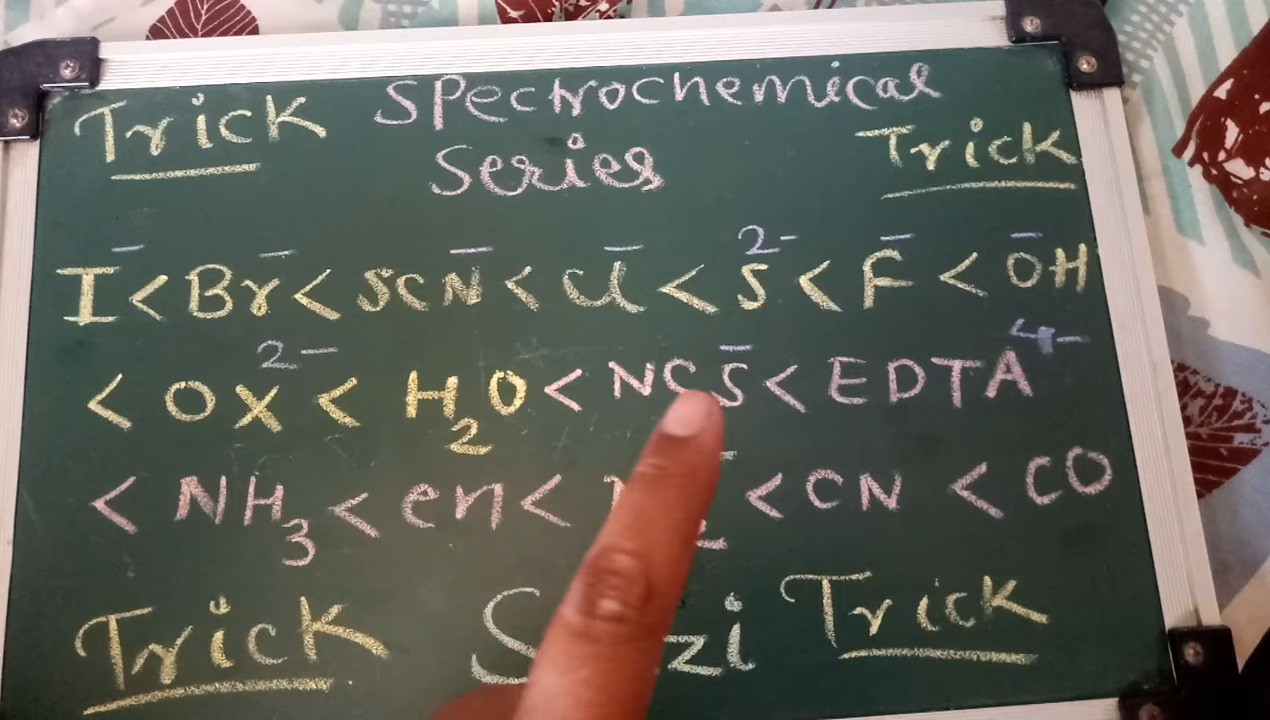 Trick Spectrochemical Trick
Series
I⁻ < Br⁻ < SCN⁻ < Cl⁻ < S²⁻ < F⁻ < OH⁻
< OX²⁻ < H₂O < NCS⁻ < EDTA⁴⁻
< NH₃ < en < < CN < CO
Trick Trick